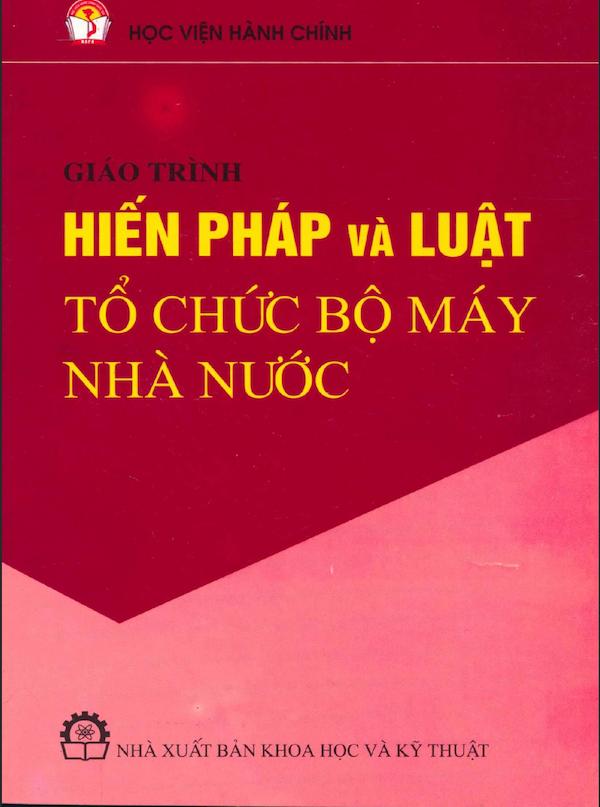 HỌC VIỆN HÀNH CHÍNH
GIÁO TRÌNH
HIẾN PHÁP VÀ LUẬT
TỔ CHỨC BỘ MÁY
NHÀ NƯỚC
NHÀ XUẤT BẢN KHOA HỌC VÀ KỸ THUẬT